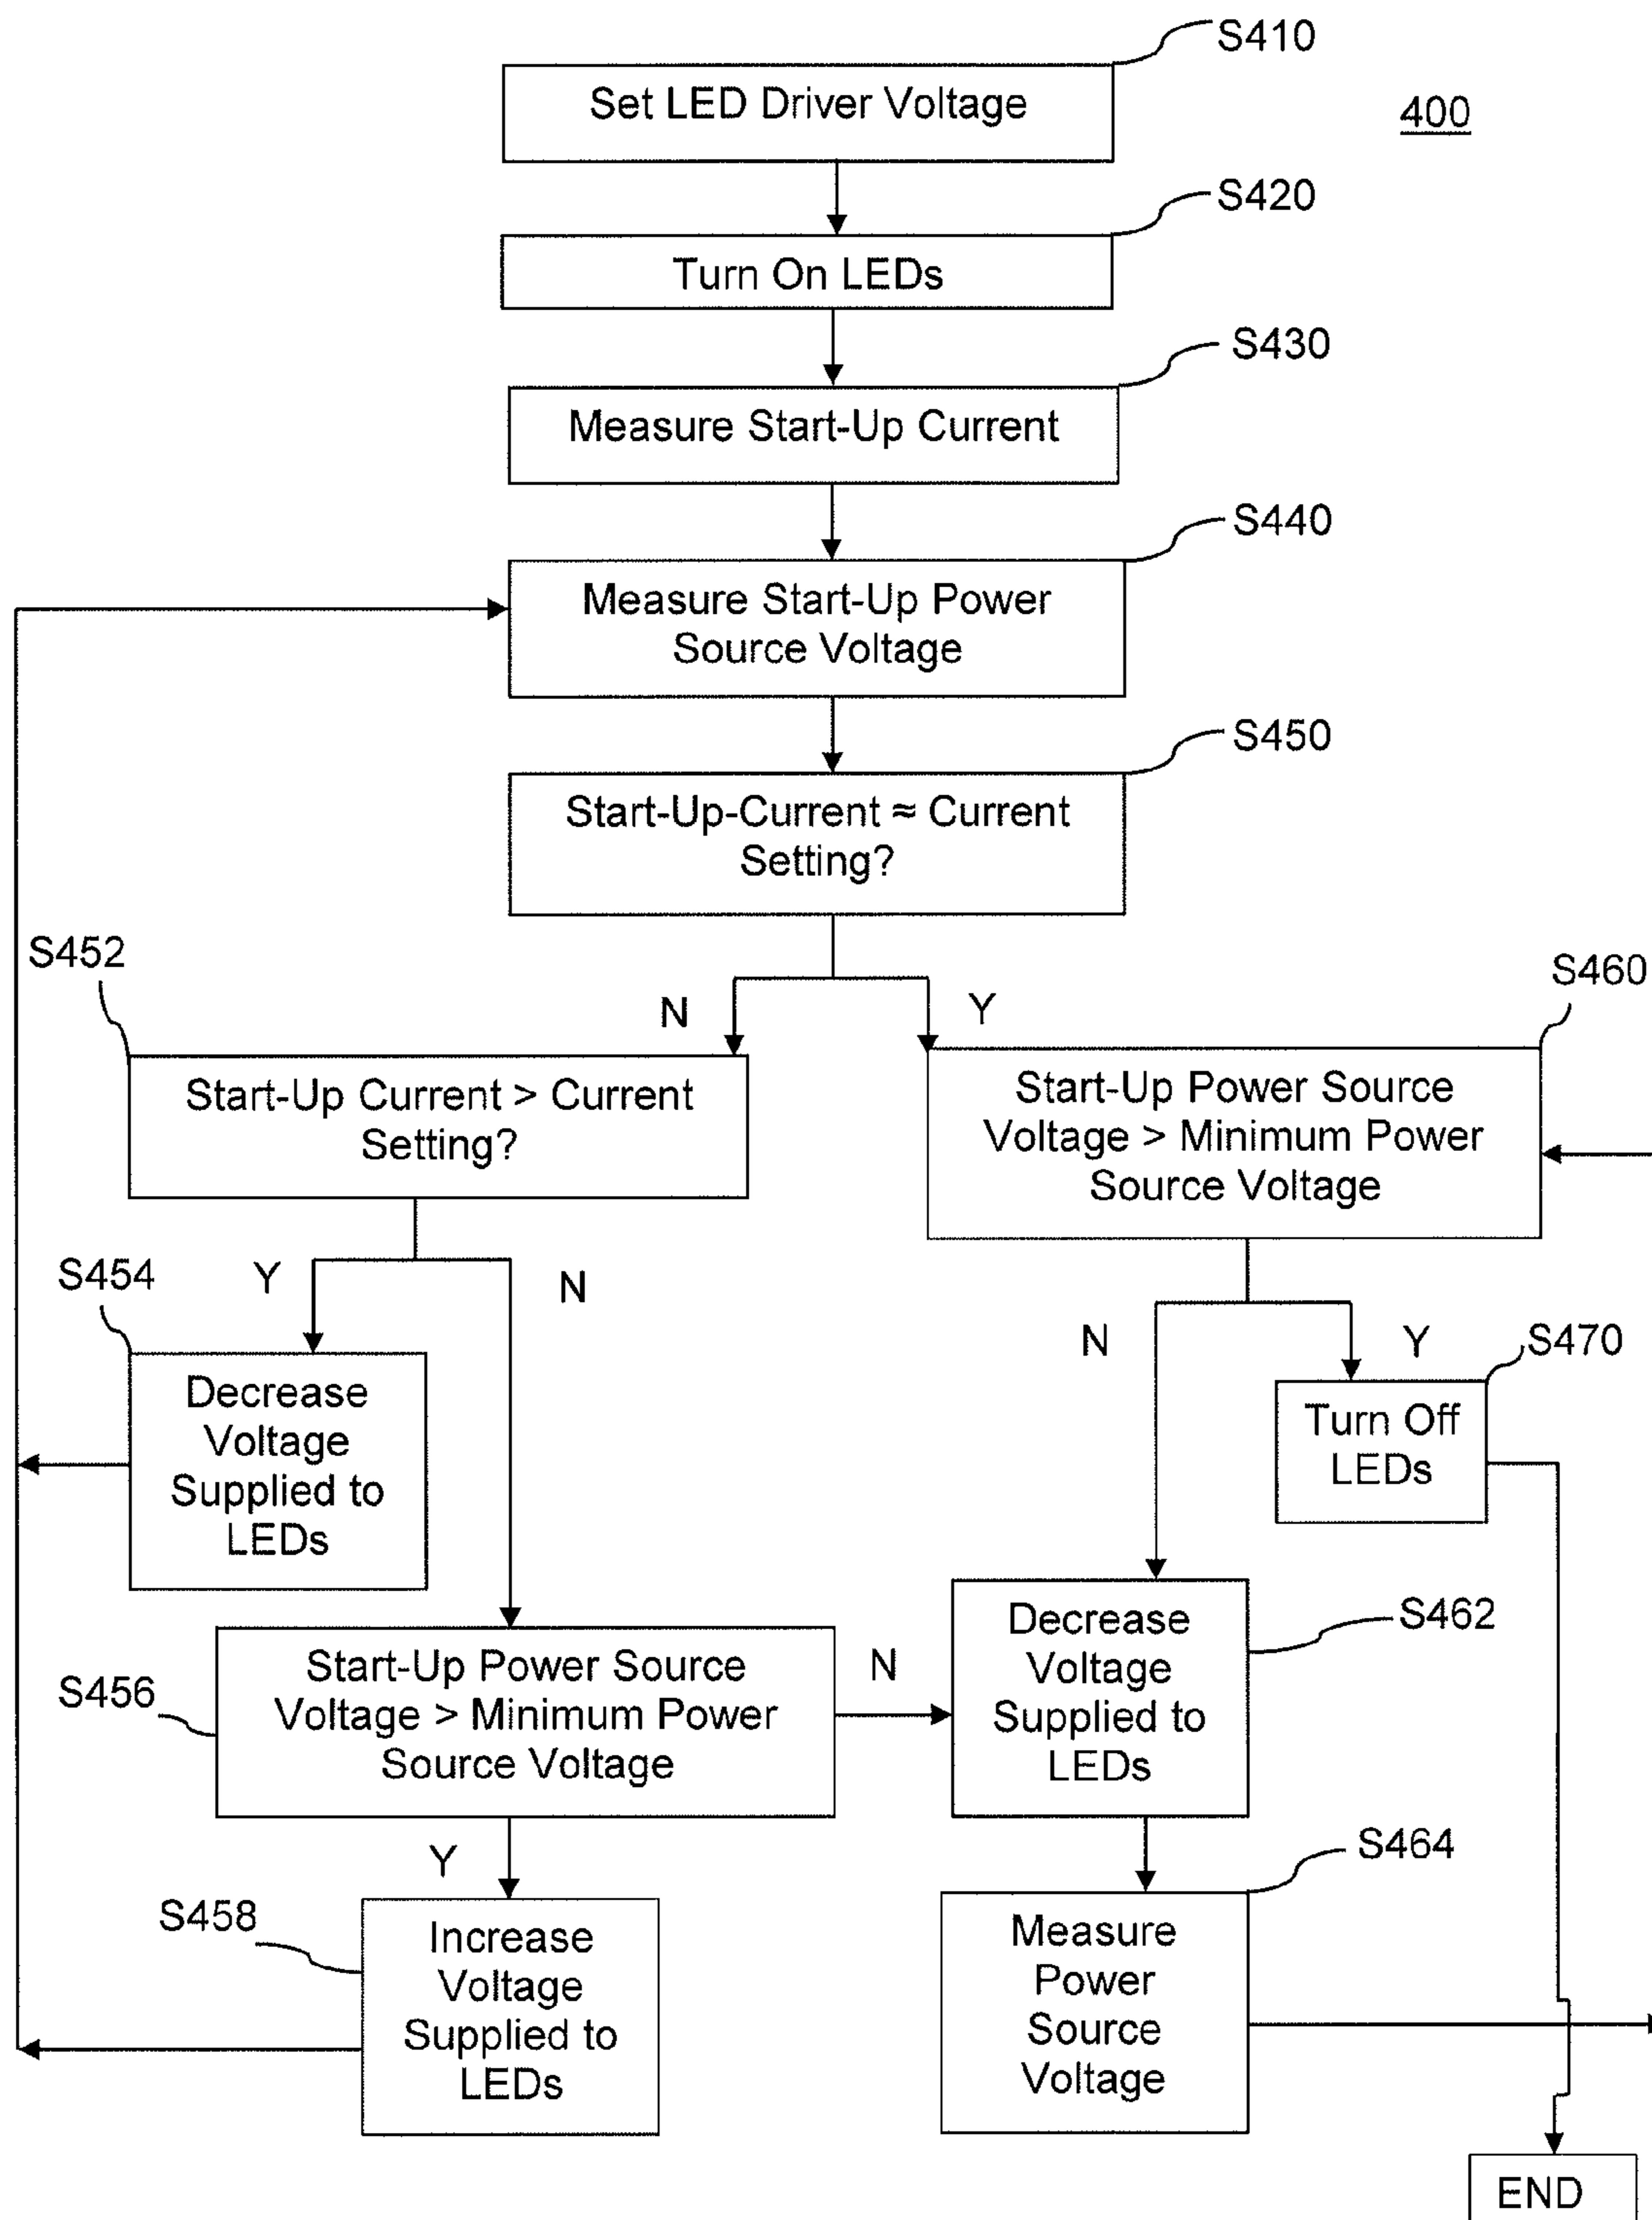 S410
Set LED Driver Voltage
400
S420
Turn On LEDs
S430
Measure Start-Up Current
S440
Measure Start-Up Power
Source Voltage
S450
Start-Up-Current ≈ Current
Setting?
S452
N
Y
S460
Start-Up Current > Current
Setting?
Start-Up Power Source
Voltage > Minimum Power
Source Voltage
S454
Y
N
N
Y
S470
Decrease
Voltage
Supplied to
LEDs
Turn Off
LEDs
S456
Start-Up Power Source
Voltage > Minimum Power
Source Voltage
N
Decrease
Voltage
Supplied to
LEDs
S462
Y
S464
S458
Increase
Voltage
Supplied to
LEDs
Measure
Power
Source
Voltage
END